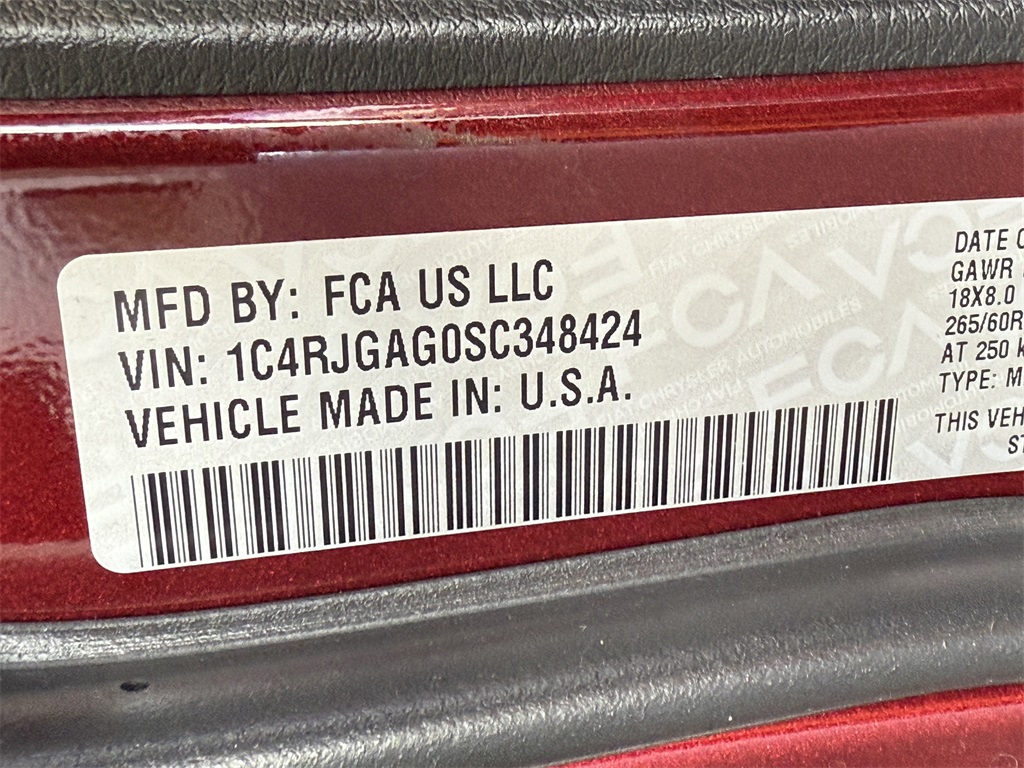 MFD BY: FCA US LLC
VIN: 1C4RJGAG0SC348424
VEHICLE MADE IN: U.S.A.
DATE O
GAWR
18X8.0
265/60R
AT 250 k
TYPE: M
THIS VEH
ST